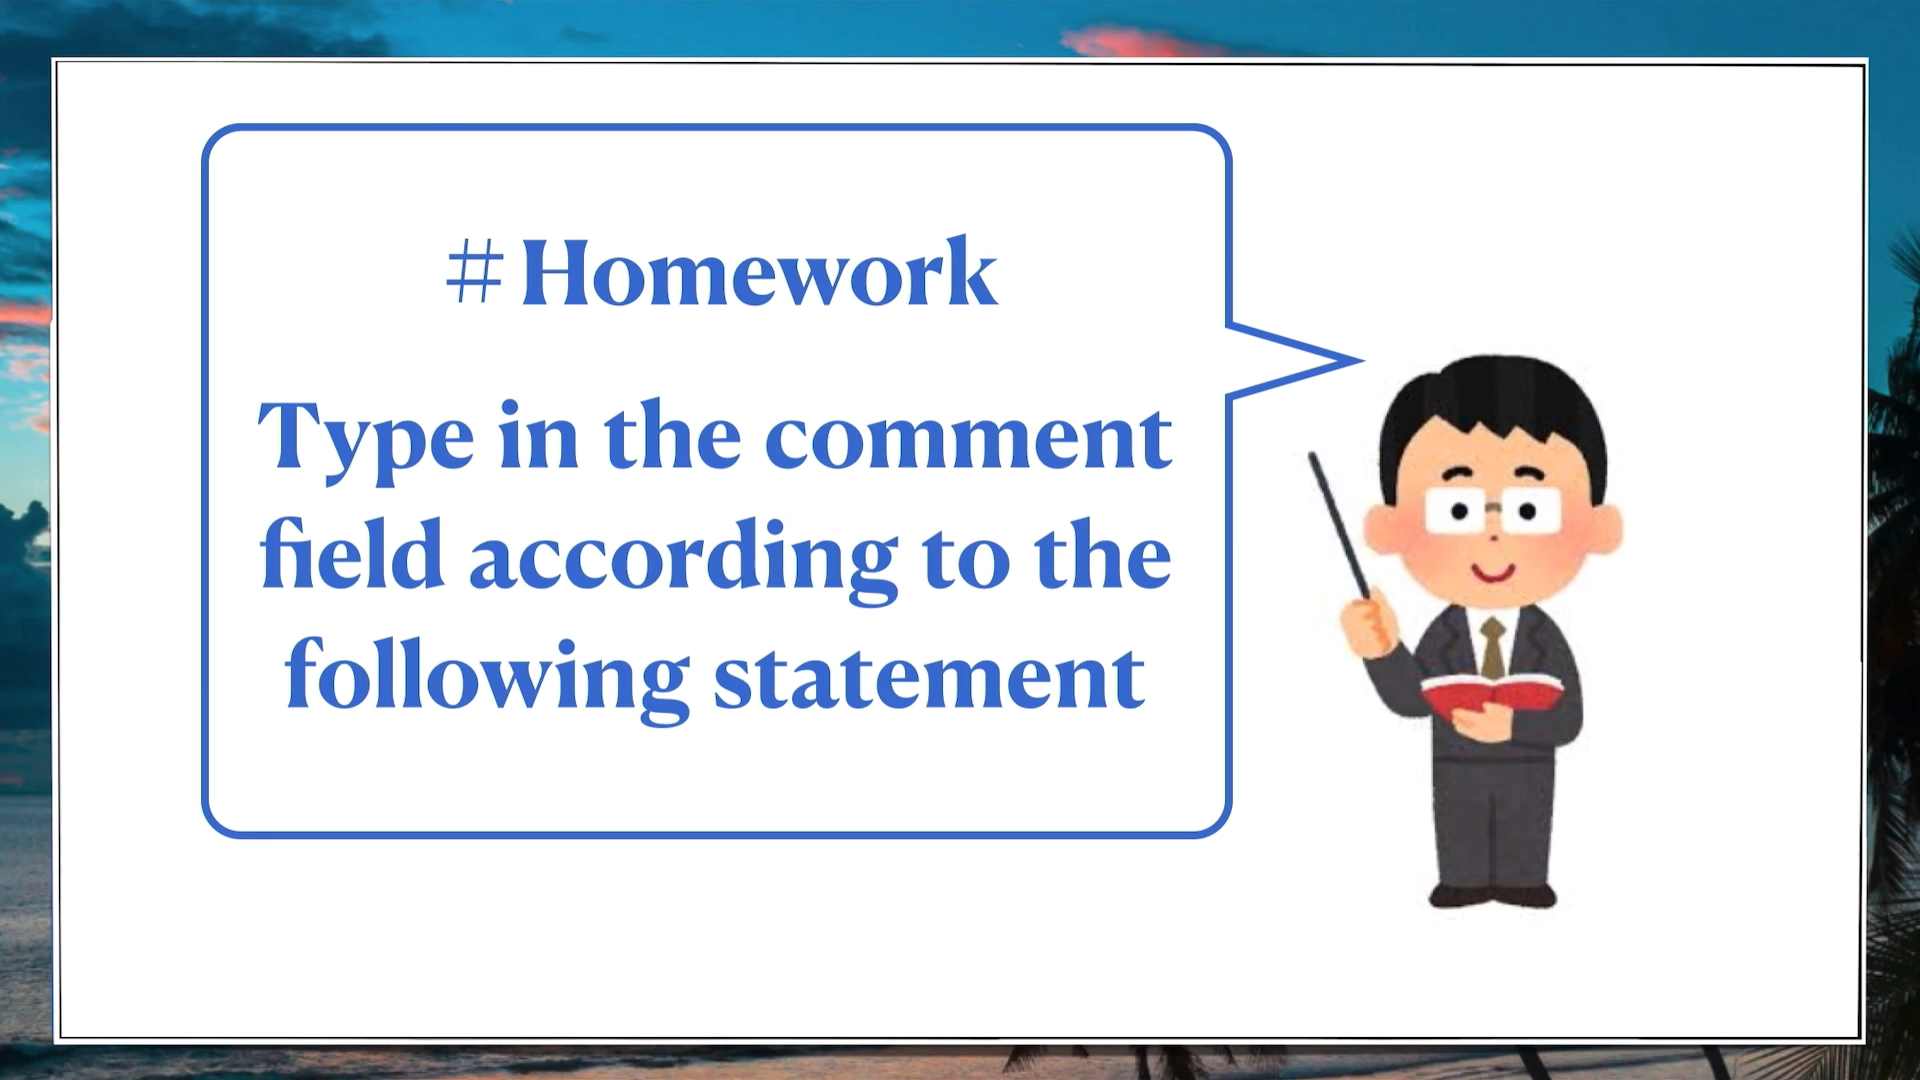 # Homework
Type in the comment
field according to the
following statement